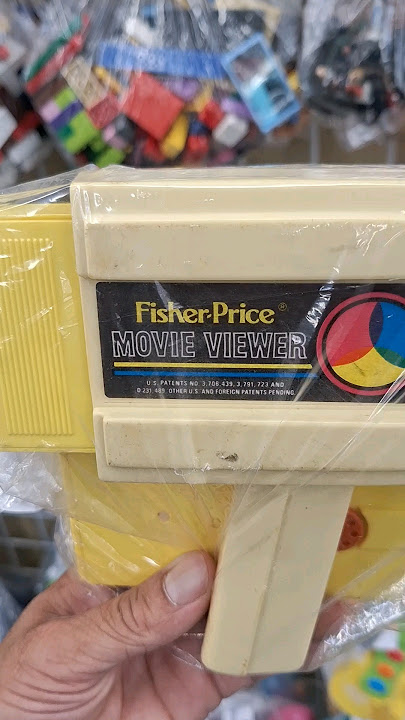 Fisher-Price®
MOVIE VIEWER
U.S. PATENTS NO. 3,708,439, 3,791,723 AND
D 231,489. OTHER U.S. AND FOREIGN PATENTS PENDING